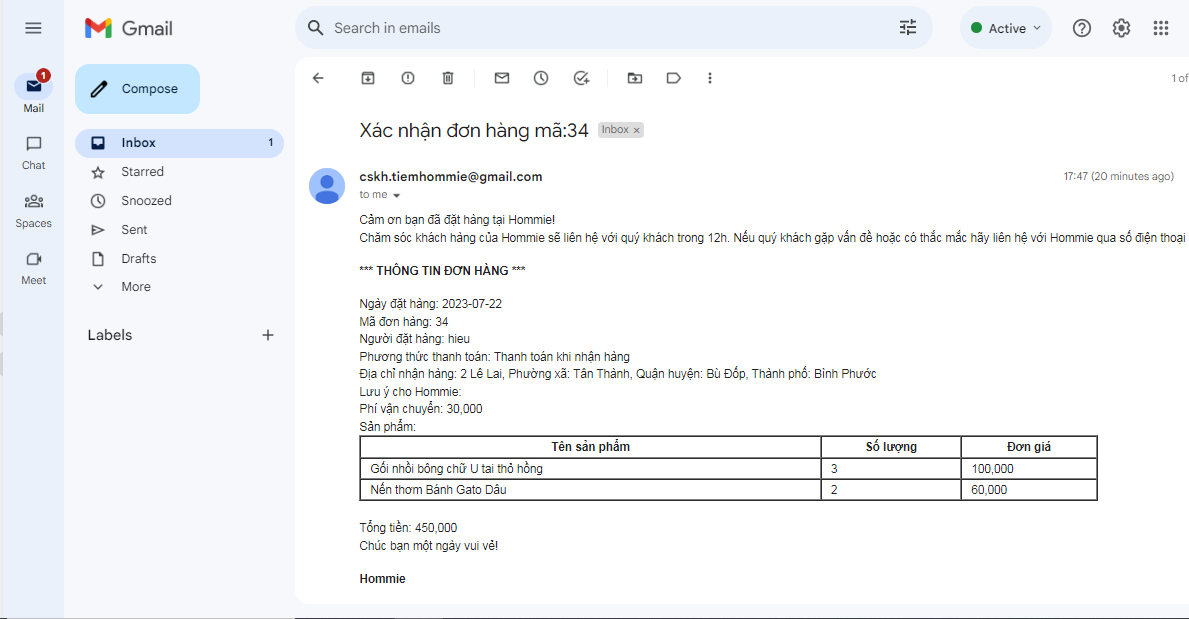 Gmail
Search in emails
Active
1 of
1
Mail
Chat
Spaces
Meet
Compose
Inbox 1
Starred
Snoozed
Sent
Drafts
More
Labels
Xác nhận đơn hàng mã:34 Inbox ×
cskh.tiemhommie@gmail.com 17:47 (20 minutes ago)
to me
Cảm ơn bạn đã đặt hàng tại Hommie!
Chăm sóc khách hàng của Hommie sẽ liên hệ với quý khách trong 12h. Nếu quý khách gặp vấn đề hoặc có thắc mắc hãy liên hệ với Hommie qua số điện thoại
*** THÔNG TIN ĐƠN HÀNG ***
Ngày đặt hàng: 2023-07-22
Mã đơn hàng: 34
Người đặt hàng: hieu
Phương thức thanh toán: Thanh toán khi nhận hàng
Địa chỉ nhận hàng: 2 Lê Lai, Phường xã: Tân Thành, Quận huyện: Bù Đốp, Thành phố: Bình Phước
Lưu ý cho Hommie:
Phí vận chuyển: 30,000
Sản phẩm:
Tên sản phẩm Số lượng Đơn giá
Gối nhồi bông chữ U tai thỏ hồng 3 100,000
Nến thơm Bánh Gato Dâu 2 60,000
Tổng tiền: 450,000
Chúc bạn một ngày vui vẻ!
Hommie